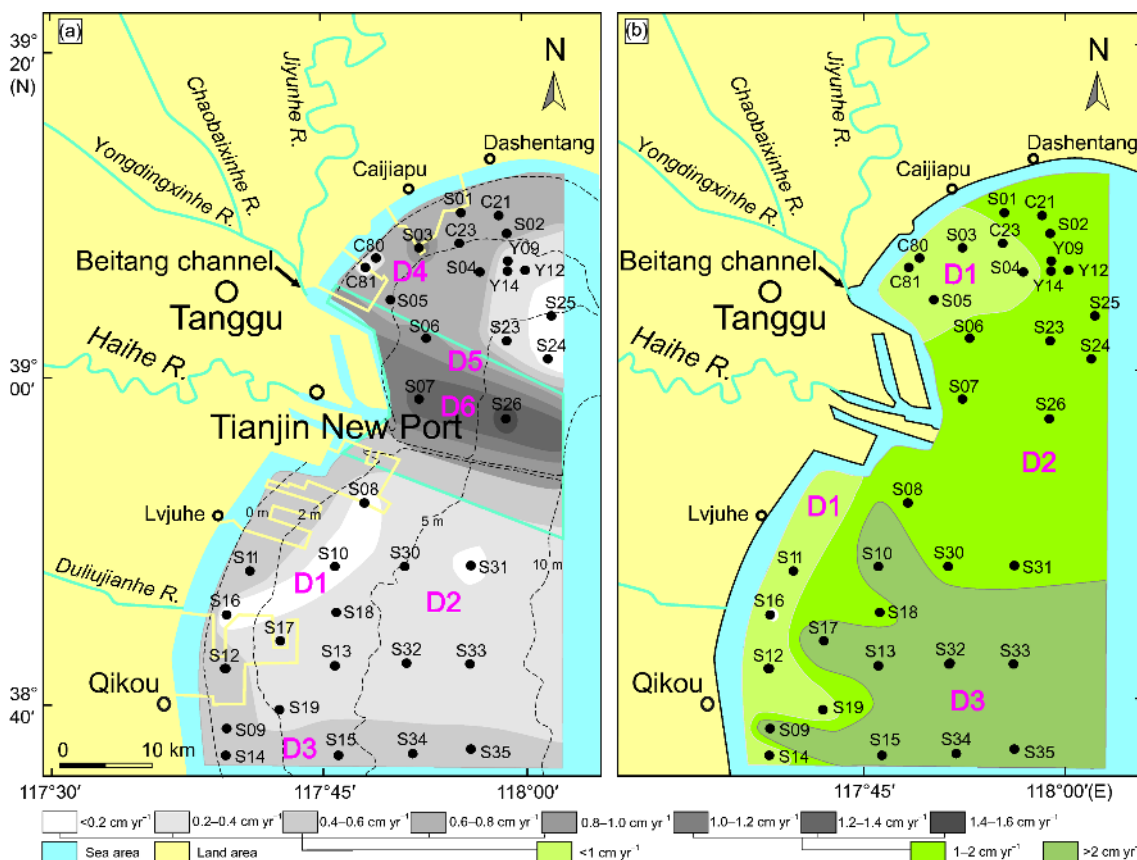 (a)
N
39°
20′
(N)
Jiyunhe R.
Chaobaixinhe R.
Yongdingxinhe R.
Dashentang
Caijiapu
S01
C21
S02
C80
S03
C23
Y09
Beitang channel
D4
S04
Y12
C81
Y14
Tanggu
S05
S25
Haihe R.
S06
S23
S24
39°
00′
D5
S07
D6
S26
Tianjin New Port
S08
Lvjuhe
0 m
2 m
5 m
10 m
S11
S10
S30
S31
Duliujianhe R.
D1
D2
S16
S18
S17
S12
S13
S32
S33
Qikou
38°
40′
S19
S09
S14
D3
S15
S34
S35
0 10 km
117°30′ 117°45′ 118°00′
(b)
N
Jiyunhe R.
Chaobaixinhe R.
Yongdingxinhe R.
Dashentang
Caijiapu
S01
C21
S02
C80
S03
C23
Y09
Beitang channel
D1
S04
Y12
C81
Y14
Tanggu
S05
S25
Haihe R.
S06
S23
S24
S07
S26
D2
D1
S08
Lvjuhe
S11
S10
S30
S31
Duliujianhe R.
S16
S18
S17
S12
S13
S32
S33
Qikou
S19
D3
S09
S14
S15
S34
S35
117°45′ 118°00′(E)
<0.2 cm yr⁻¹ 0.2–0.4 cm yr⁻¹ 0.4–0.6 cm yr⁻¹ 0.6–0.8 cm yr⁻¹ 0.8–1.0 cm yr⁻¹ 1.0–1.2 cm yr⁻¹ 1.2–1.4 cm yr⁻¹ 1.4–1.6 cm yr⁻¹
Sea area Land area <1 cm yr⁻¹ 1–2 cm yr⁻¹ >2 cm yr⁻¹